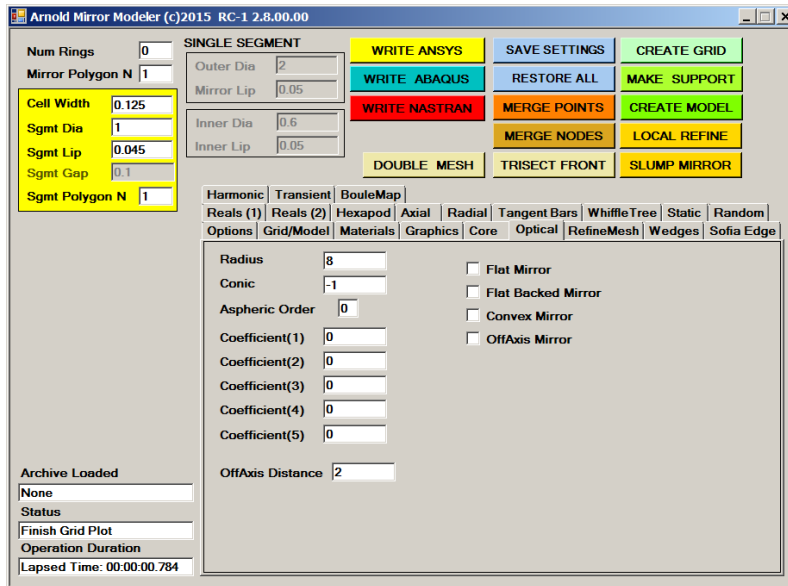 Arnold Mirror Modeler (c)2015 RC-1 2.8.00.00
Num Rings 0
Mirror Polygon N 1
Cell Width 0.125
Sgmt Dia 1
Sgmt Lip 0.045
Sgmt Gap 0.1
Sgmt Polygon N 1
SINGLE SEGMENT
Outer Dia 2
Mirror Lip 0.05
Inner Dia 0.6
Inner Lip 0.05
WRITE ANSYS SAVE SETTINGS CREATE GRID
WRITE ABAQUS RESTORE ALL MAKE SUPPORT
WRITE NASTRAN MERGE POINTS CREATE MODEL
MERGE NODES LOCAL REFINE
DOUBLE MESH TRISECT FRONT SLUMP MIRROR
Harmonic Transient BouleMap
Reals (1) Reals (2) Hexapod Axial Radial Tangent Bars WhiffleTree Static Random
Options Grid/Model Materials Graphics Core Optical RefineMesh Wedges Sofia Edge
Radius 8
Conic -1
Aspheric Order 0
Coefficient(1) 0
Coefficient(2) 0
Coefficient(3) 0
Coefficient(4) 0
Coefficient(5) 0
OffAxis Distance 2
Flat Mirror
Flat Backed Mirror
Convex Mirror
OffAxis Mirror
Archive Loaded
None
Status
Finish Grid Plot
Operation Duration
Lapsed Time: 00:00:00.784